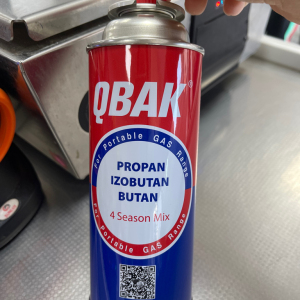 QBAK®
For Portable GAS Range
PROPAN
IZOBUTAN
BUTAN
4 Season Mix
For Portable GAS Range